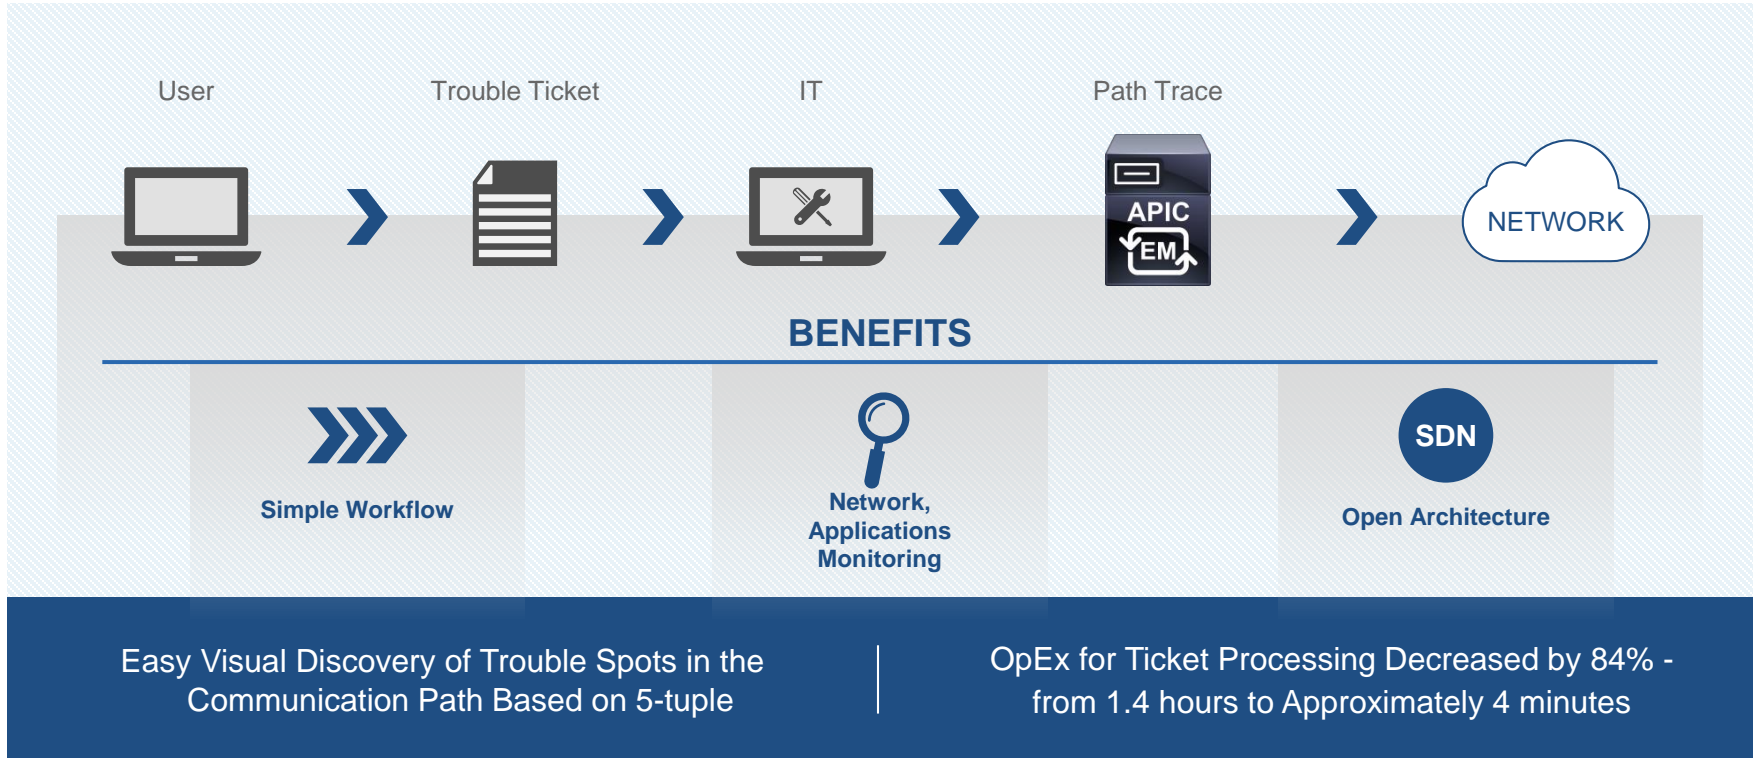 User
Trouble Ticket
IT
Path Trace
APIC
EM
NETWORK
BENEFITS
Simple Workflow
Network,
Applications
Monitoring
SDN
Open Architecture
Easy Visual Discovery of Trouble Spots in the
Communication Path Based on 5-tuple
OpEx for Ticket Processing Decreased by 84% -
from 1.4 hours to Approximately 4 minutes